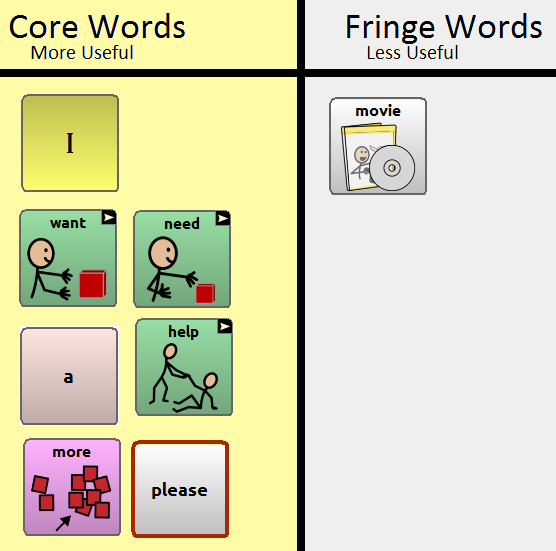 Core Words
More Useful
I
want
need
a
help
more
please
Fringe Words
Less Useful
movie